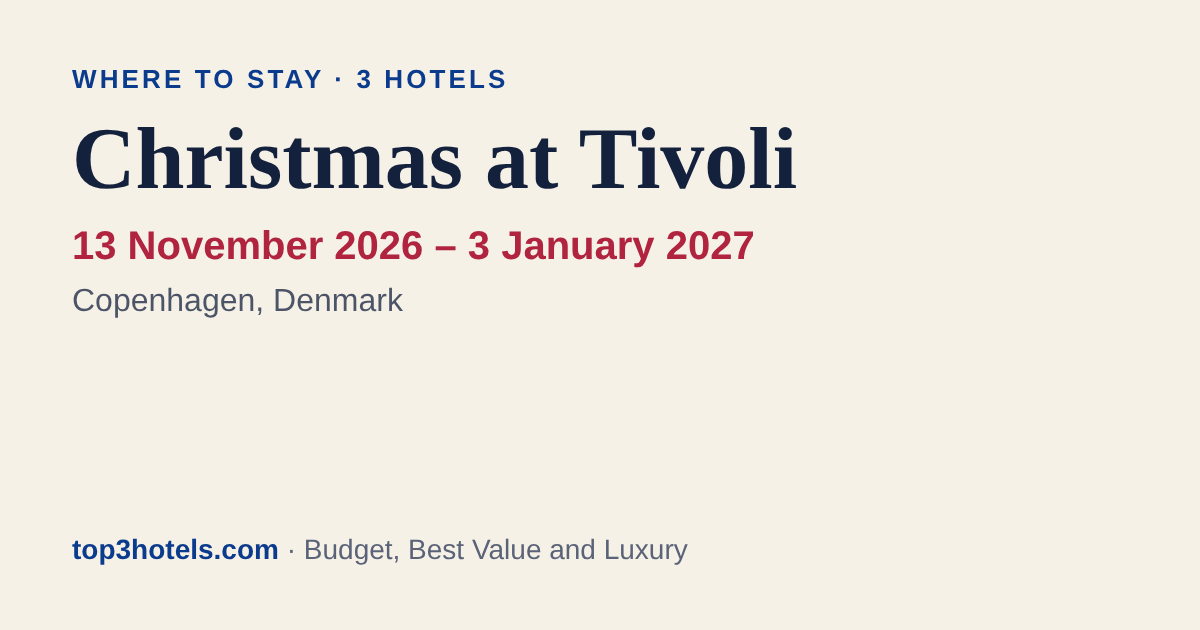 WHERE TO STAY · 3 HOTELS
Christmas at Tivoli
13 November 2026 – 3 January 2027
Copenhagen, Denmark
top3hotels.com · Budget, Best Value and Luxury